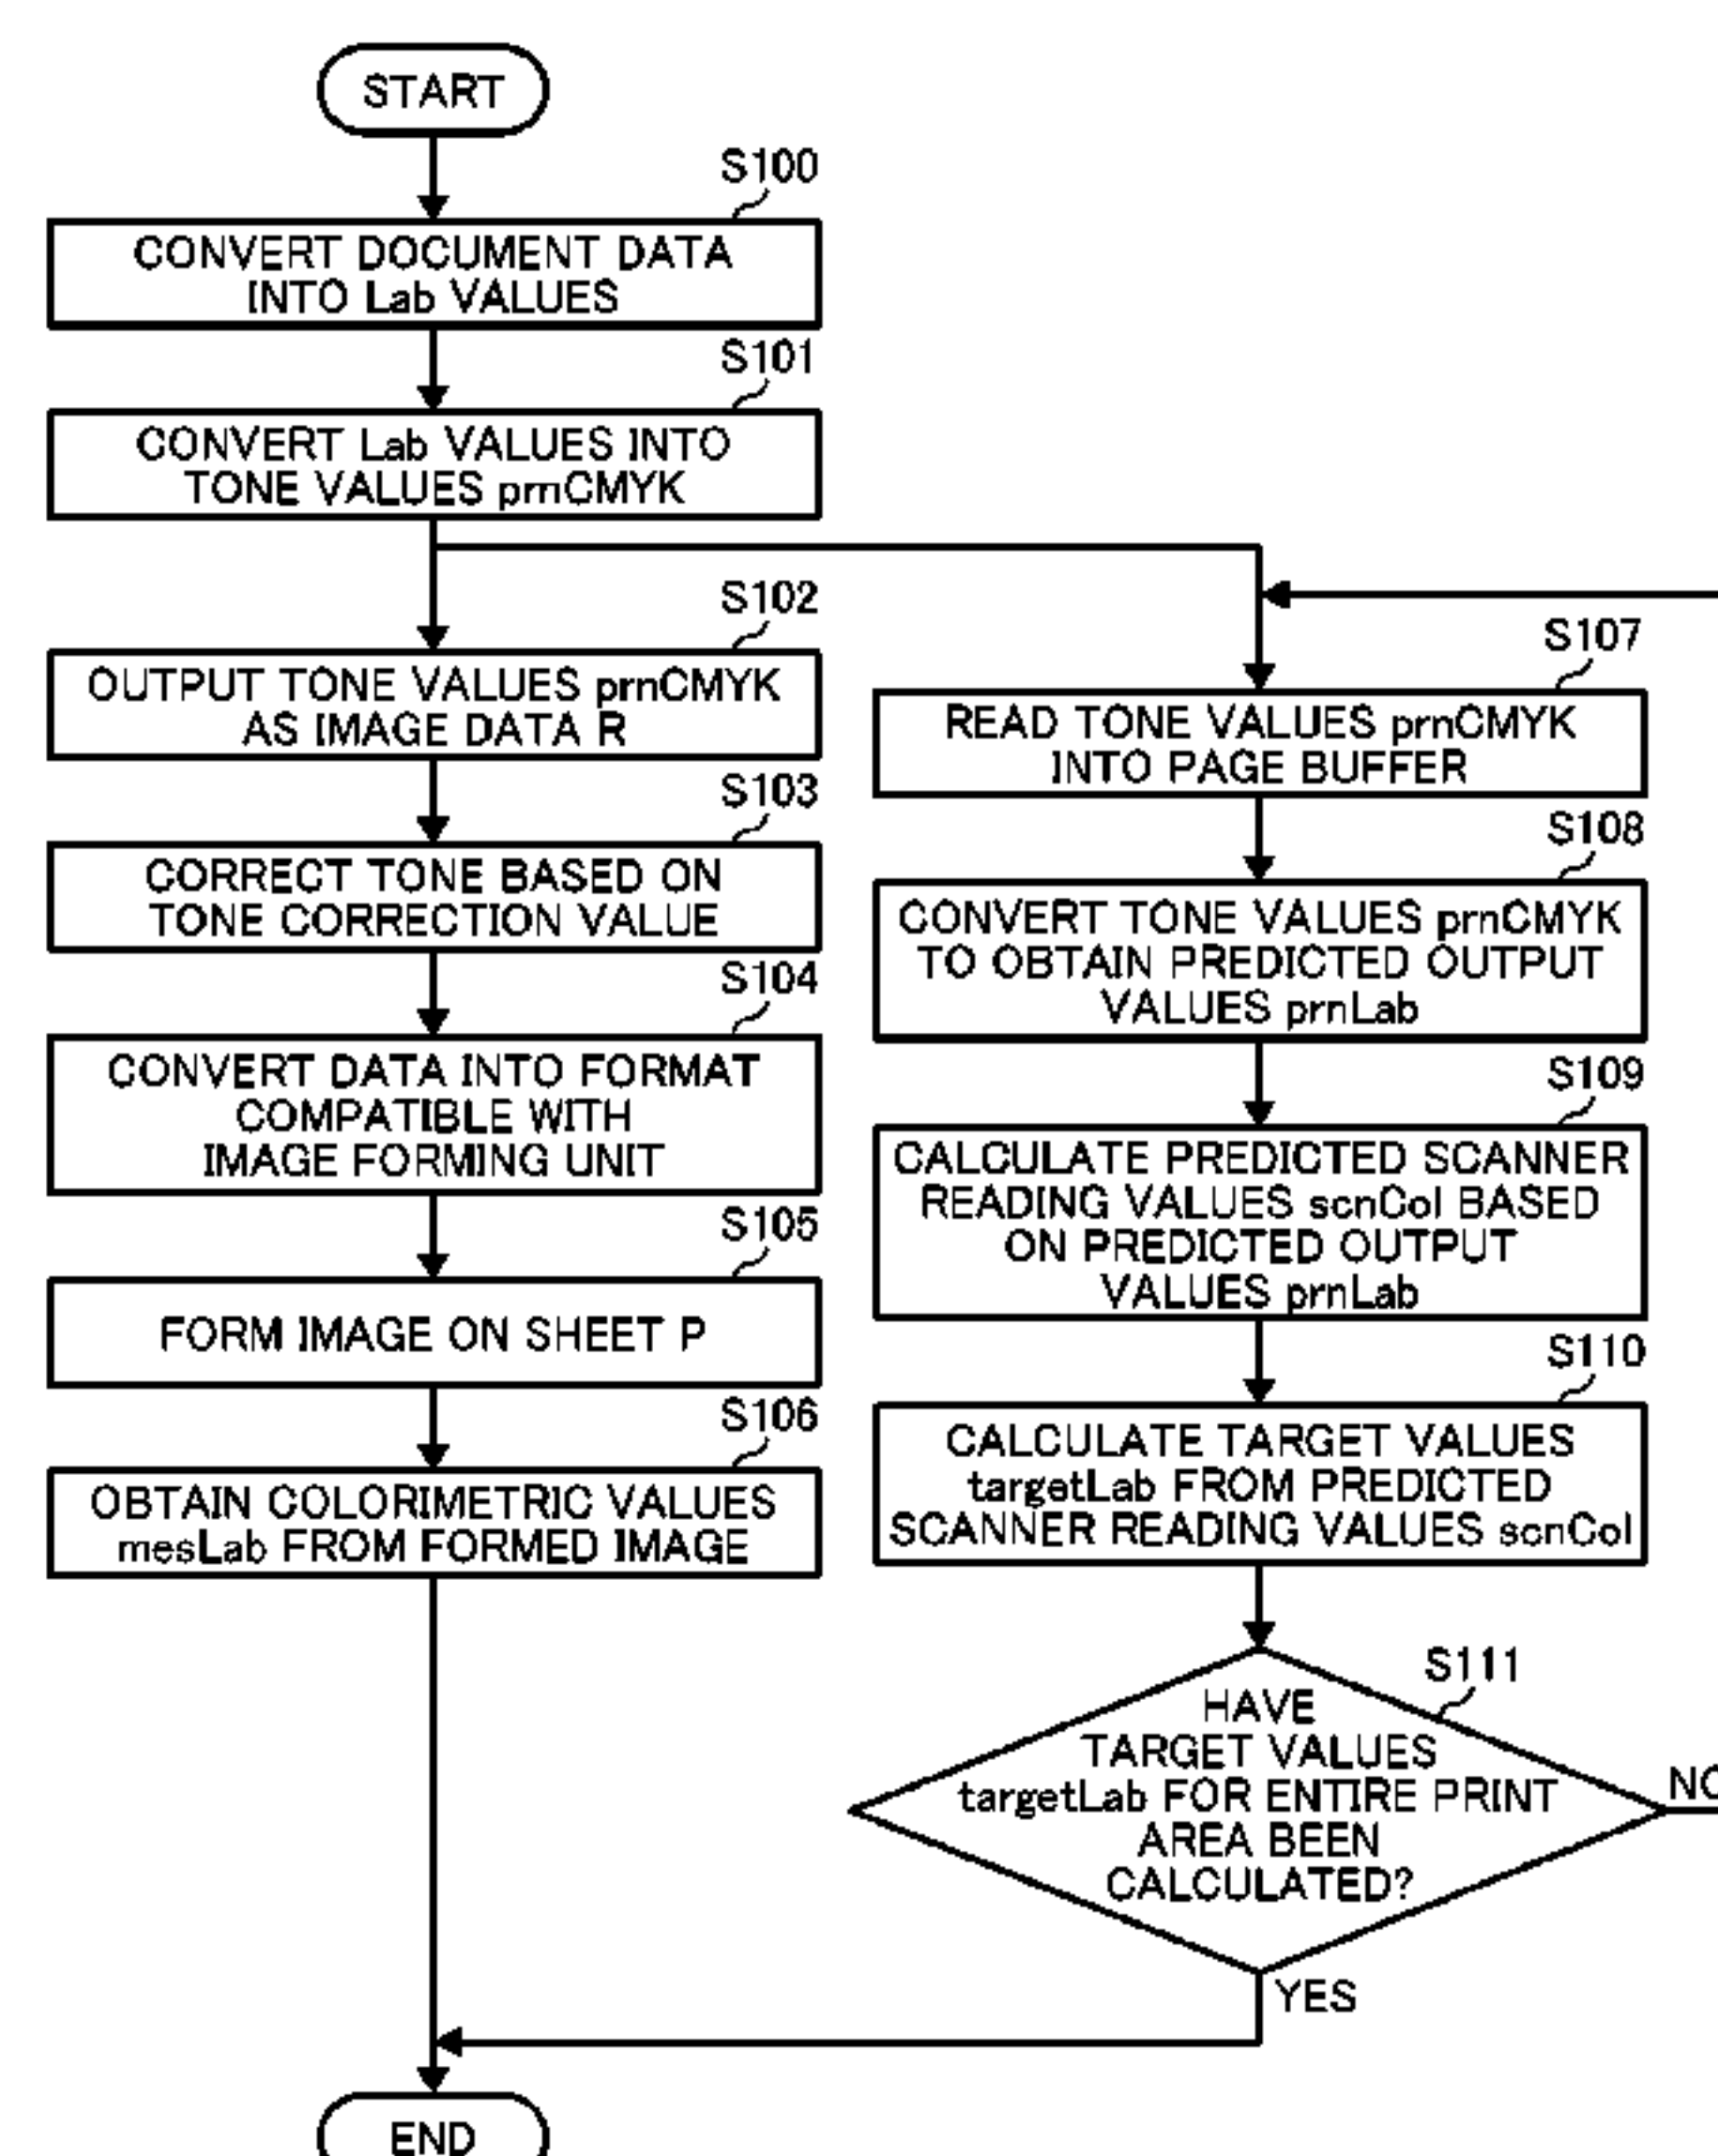 START
S100
CONVERT DOCUMENT DATA
INTO Lab VALUES
S101
CONVERT Lab VALUES INTO
TONE VALUES prnCMYK
S102
OUTPUT TONE VALUES prnCMYK
AS IMAGE DATA R
S103
CORRECT TONE BASED ON
TONE CORRECTION VALUE
S104
CONVERT DATA INTO FORMAT
COMPATIBLE WITH
IMAGE FORMING UNIT
S105
FORM IMAGE ON SHEET P
S106
OBTAIN COLORIMETRIC VALUES
mesLab FROM FORMED IMAGE
S107
READ TONE VALUES prnCMYK
INTO PAGE BUFFER
S108
CONVERT TONE VALUES prnCMYK
TO OBTAIN PREDICTED OUTPUT
VALUES prnLab
S109
CALCULATE PREDICTED SCANNER
READING VALUES scnCol BASED
ON PREDICTED OUTPUT
VALUES prnLab
S110
CALCULATE TARGET VALUES
targetLab FROM PREDICTED
SCANNER READING VALUES scnCol
S111
HAVE
TARGET VALUES
targetLab FOR ENTIRE PRINT
AREA BEEN
CALCULATED?
NO
YES
END